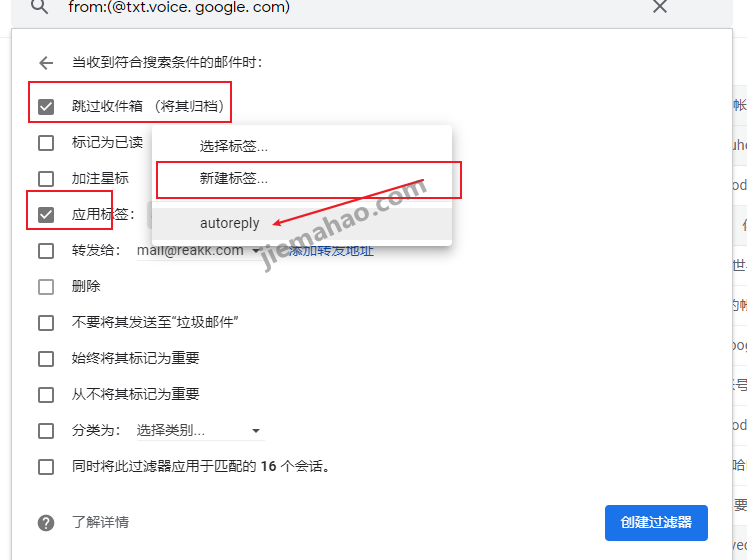 from:(@txt.voice. google. com)
当收到符合搜索条件的邮件时：
跳过收件箱 （将其归档）
标记为已读
选择标签...
加注星标
新建标签...
应用标签：
autoreply
转发给： mail@reakk.com 添加转发地址
删除
不要将其发送至“垃圾邮件”
始终将其标记为重要
从不将其标记为重要
分类为： 选择类别...
同时将此过滤器应用于匹配的 16 个会话。
了解详情
创建过滤器
jiemahao.com